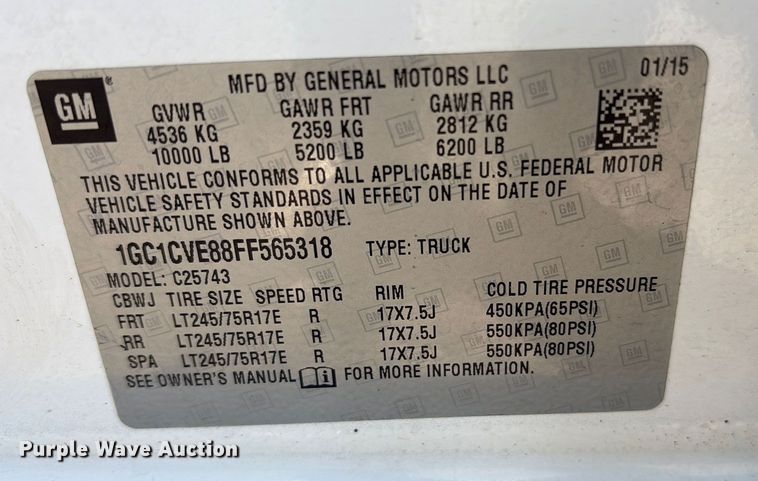 GM
MFD BY GENERAL MOTORS LLC 01/15
GVWR GAWR FRT GAWR RR
4536 KG 2359 KG 2812 KG
10000 LB 5200 LB 6200 LB
THIS VEHICLE CONFORMS TO ALL APPLICABLE U.S. FEDERAL MOTOR
VEHICLE SAFETY STANDARDS IN EFFECT ON THE DATE OF
MANUFACTURE SHOWN ABOVE.
1GC1CVE88FF565318 TYPE: TRUCK
MODEL: C25743
CBWJ TIRE SIZE SPEED RTG RIM COLD TIRE PRESSURE
FRT LT245/75R17E R 17X7.5J 450KPA(65PSI)
RR LT245/75R17E R 17X7.5J 550KPA(80PSI)
SPA LT245/75R17E R 17X7.5J 550KPA(80PSI)
SEE OWNER'S MANUAL FOR MORE INFORMATION.
Purple Wave Auction